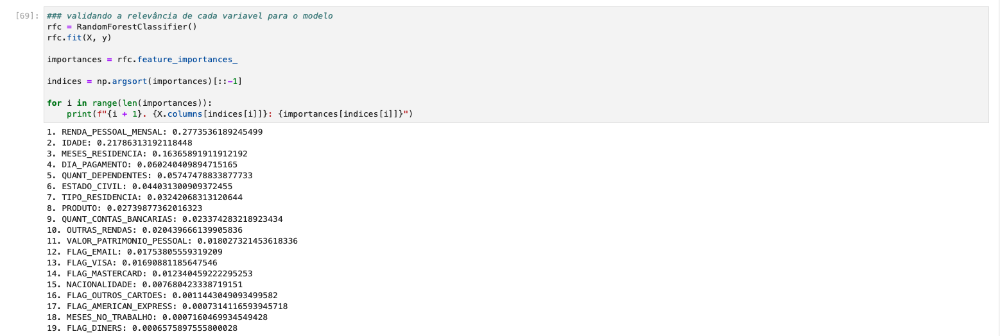 [69]: ### validando a relevância de cada variavel para o modelo
rfc = RandomForestClassifier()
rfc.fit(X, y)
importances = rfc.feature_importances_
indices = np.argsort(importances)[::-1]
for i in range(len(importances)):
    print(f"{i + 1}. {X.columns[indices[i]]}: {importances[indices[i]]}")
1. RENDA_PESSOAL_MENSAL: 0.2773536189245499
2. IDADE: 0.21786313192118448
3. MESES_RESIDENCIA: 0.16365891911912192
4. DIA_PAGAMENTO: 0.060240409894715165
5. QUANT_DEPENDENTES: 0.05747478833877733
6. ESTADO_CIVIL: 0.044031300909372455
7. TIPO_RESIDENCIA: 0.03242068313120644
8. PRODUTO: 0.02739877362016323
9. QUANT_CONTAS_BANCARIAS: 0.023374283218923434
10. OUTRAS_RENDAS: 0.020439666139905836
11. VALOR_PATRIMONIO_PESSOAL: 0.018027321453618336
12. FLAG_EMAIL: 0.01753805559319209
13. FLAG_VISA: 0.01690881185647546
14. FLAG_MASTERCARD: 0.012340459222295253
15. NACIONALIDADE: 0.007680423338719151
16. FLAG_OUTROS_CARTOES: 0.0011443049093499582
17. FLAG_AMERICAN_EXPRESS: 0.0007314116593945718
18. MESES_NO_TRABALHO: 0.0007160469934549428
19. FLAG_DINERS: 0.0006575897555800028